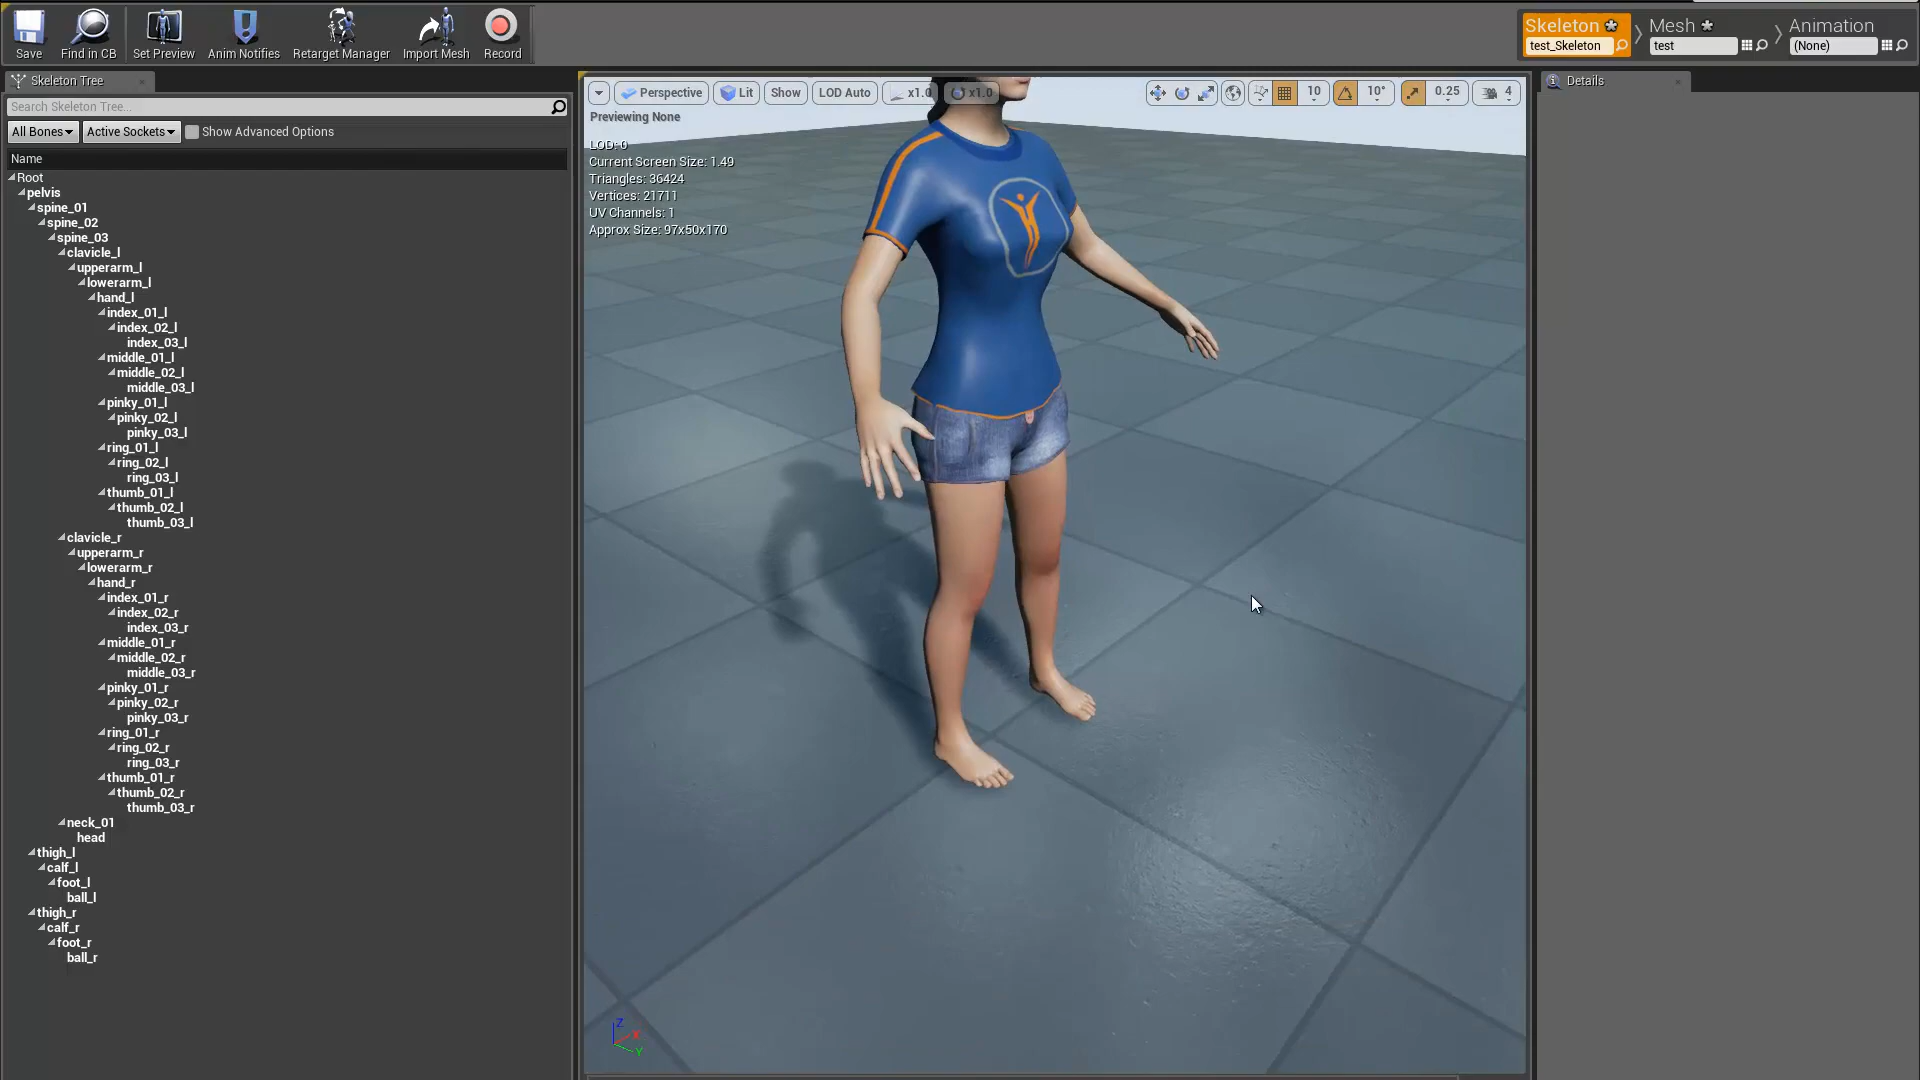 Save
Find in CB
Set Preview
Anim Notifies
Retarget Manager
Import Mesh
Record
Skeleton
test_Skeleton
Mesh
test
Animation
(None)
Skeleton Tree
Search Skeleton Tree...
All Bones
Active Sockets
Show Advanced Options
Name
Root
pelvis
spine_01
spine_02
spine_03
clavicle_l
upperarm_l
lowerarm_l
hand_l
index_01_l
index_02_l
index_03_l
middle_01_l
middle_02_l
middle_03_l
pinky_01_l
pinky_02_l
pinky_03_l
ring_01_l
ring_02_l
ring_03_l
thumb_01_l
thumb_02_l
thumb_03_l
clavicle_r
upperarm_r
lowerarm_r
hand_r
index_01_r
index_02_r
index_03_r
middle_01_r
middle_02_r
middle_03_r
pinky_01_r
pinky_02_r
pinky_03_r
ring_01_r
ring_02_r
ring_03_r
thumb_01_r
thumb_02_r
thumb_03_r
neck_01
head
thigh_l
calf_l
foot_l
ball_l
thigh_r
calf_r
foot_r
ball_r
Perspective
Lit
Show
LOD Auto
x1.0
x1.0
10
10°
0.25
4
Previewing None
LOD: 0
Current Screen Size: 1.49
Triangles: 36424
Vertices: 21711
UV Channels: 1
Approx Size: 97x50x170
Z
X
Y
Details